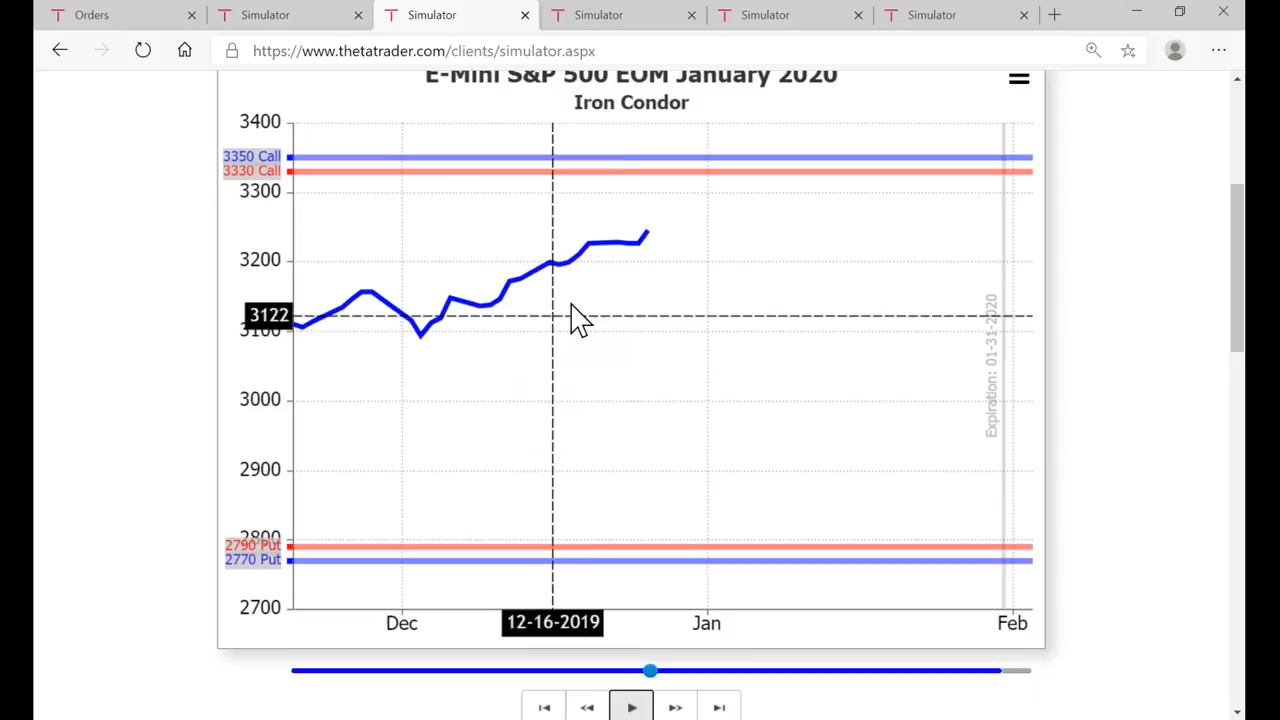 Orders
Simulator
Simulator
Simulator
Simulator
Simulator
https://www.thetatrader.com/clients/simulator.aspx
E-Mini S&P 500 EOM January 2020
Iron Condor
3400
3350 Call
3330 Call
3300
3200
3122
3100
3000
2900
2800
2790 Put
2770 Put
2700
Expiration: 01-31-2020
Dec
12-16-2019
Jan
Feb